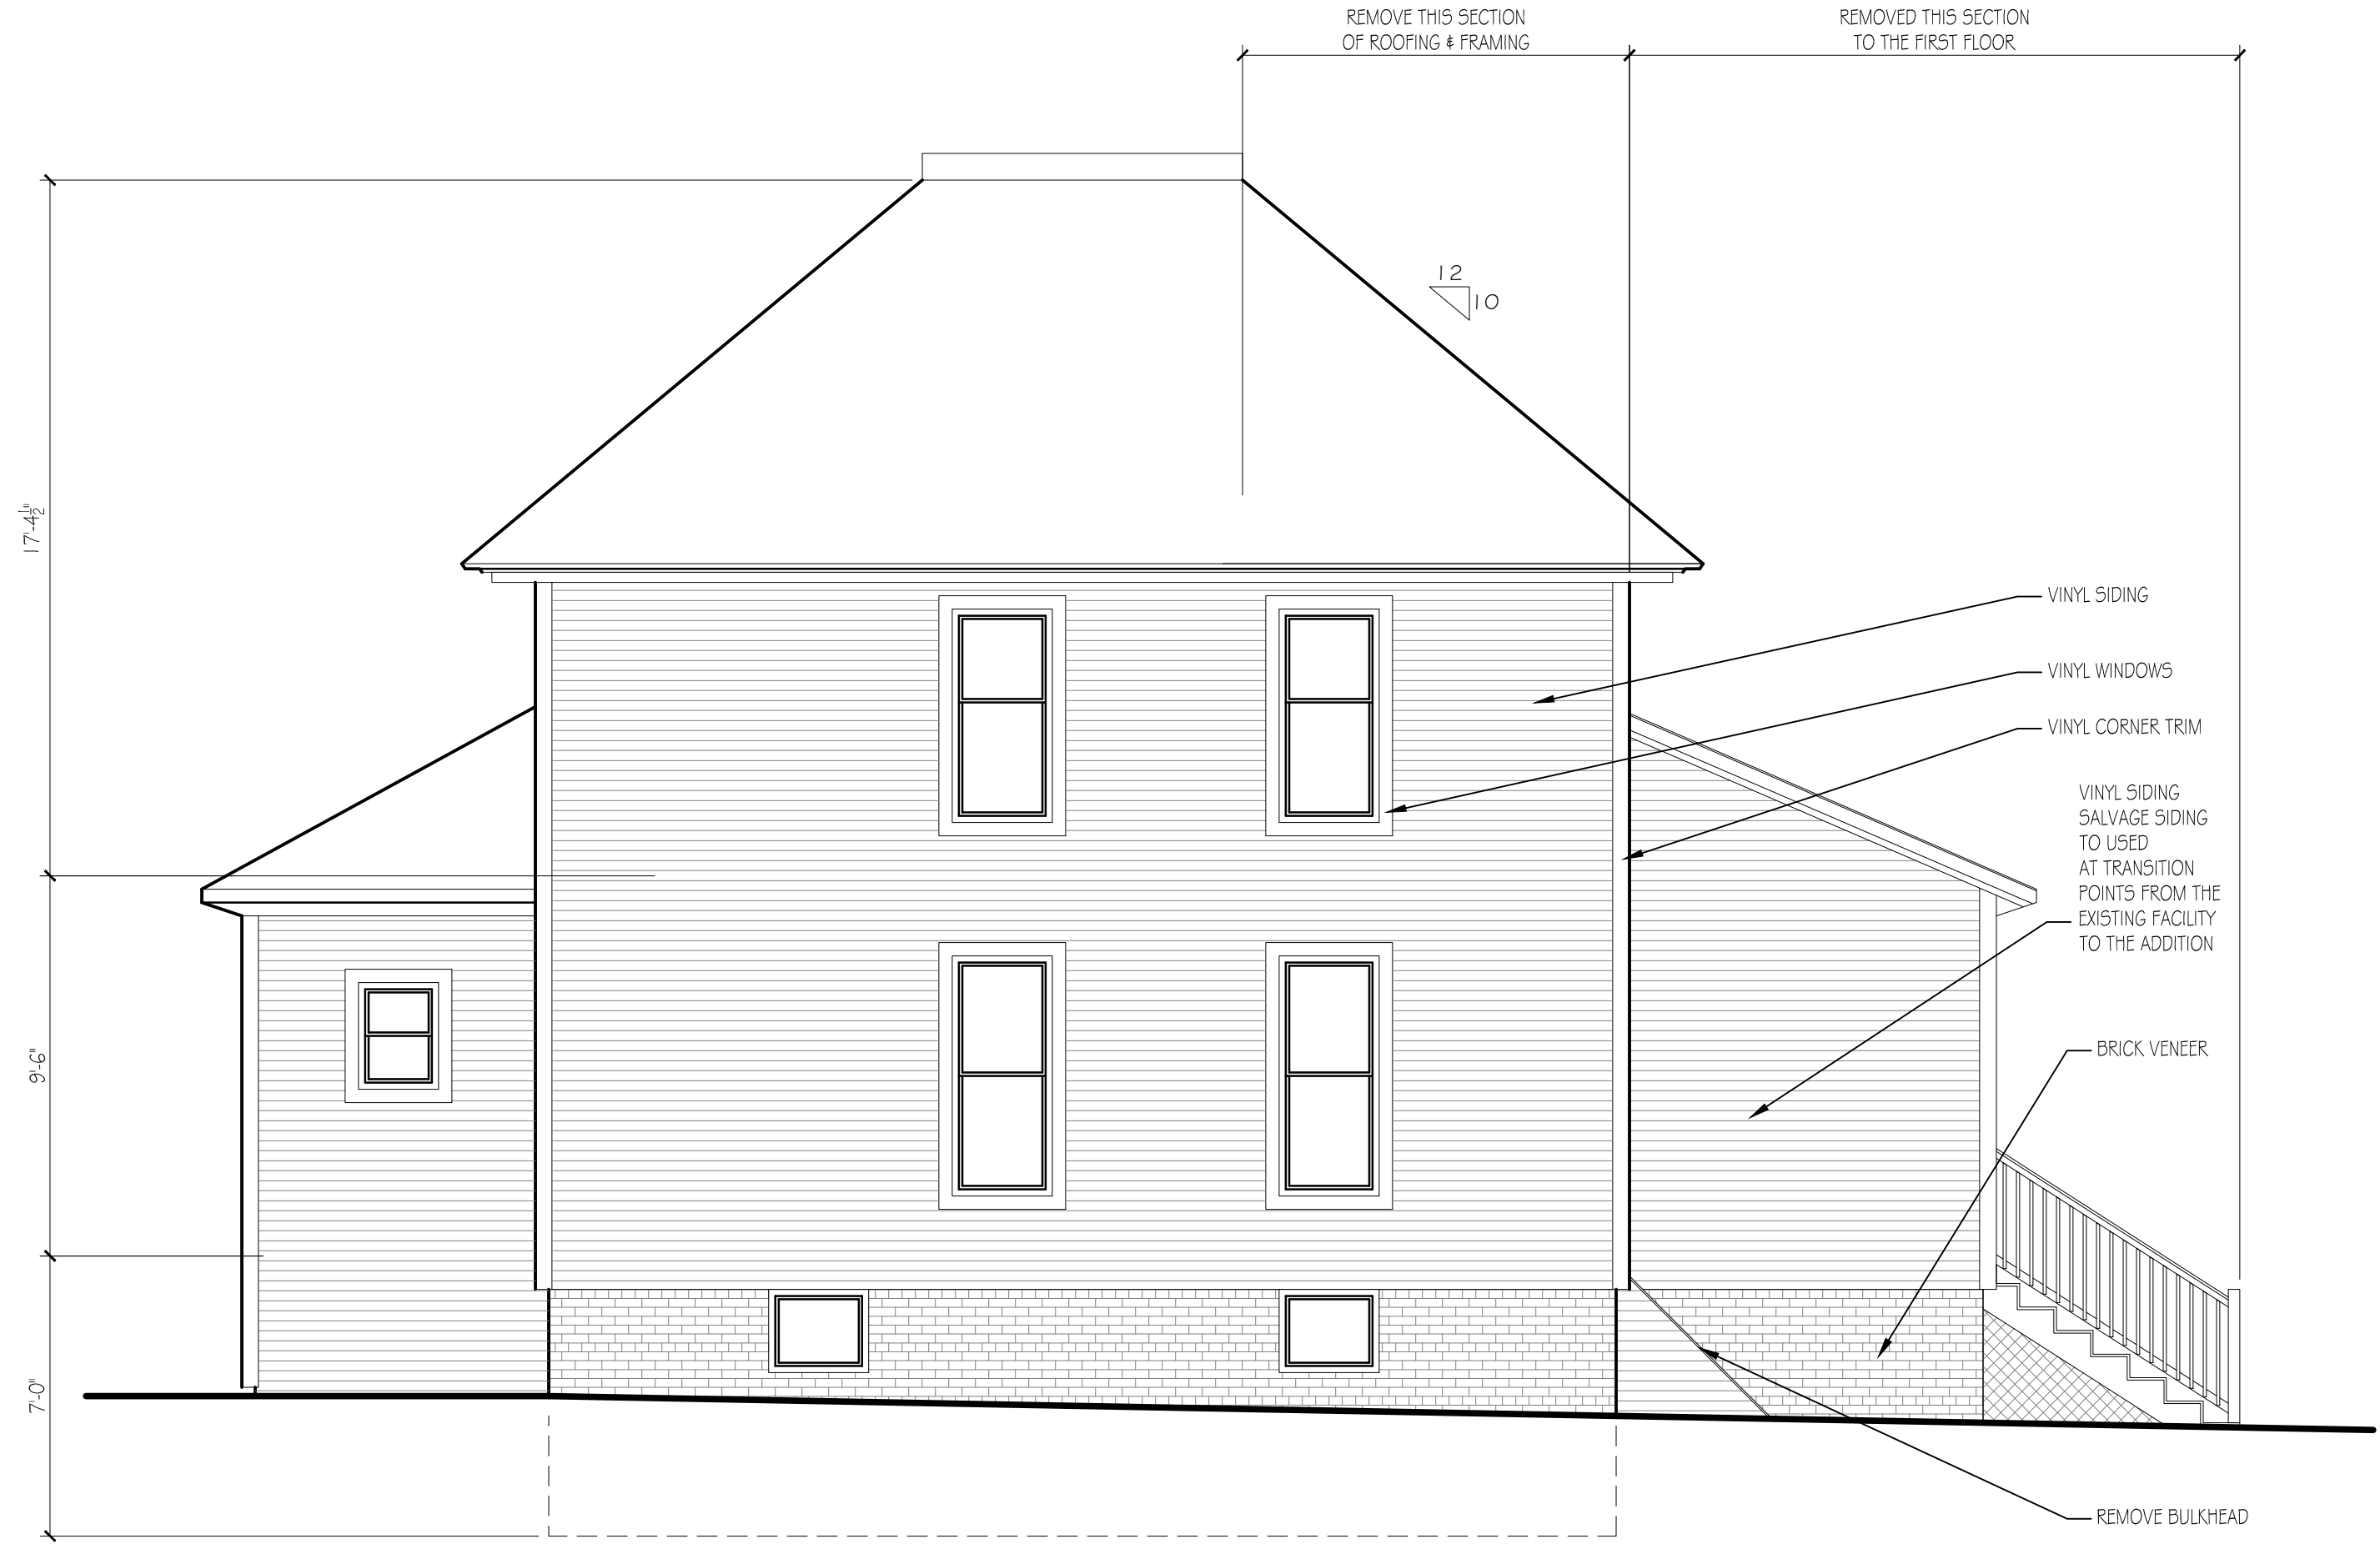 REMOVE THIS SECTION
OF ROOFING & FRAMING
REMOVED THIS SECTION
TO THE FIRST FLOOR
12
10
17'-4 1/2"
VINYL SIDING
VINYL WINDOWS
VINYL CORNER TRIM
VINYL SIDING
SALVAGE SIDING
TO USED
AT TRANSITION
POINTS FROM THE
EXISTING FACILITY
TO THE ADDITION
9'-6"
BRICK VENEER
7'-0"
REMOVE BULKHEAD